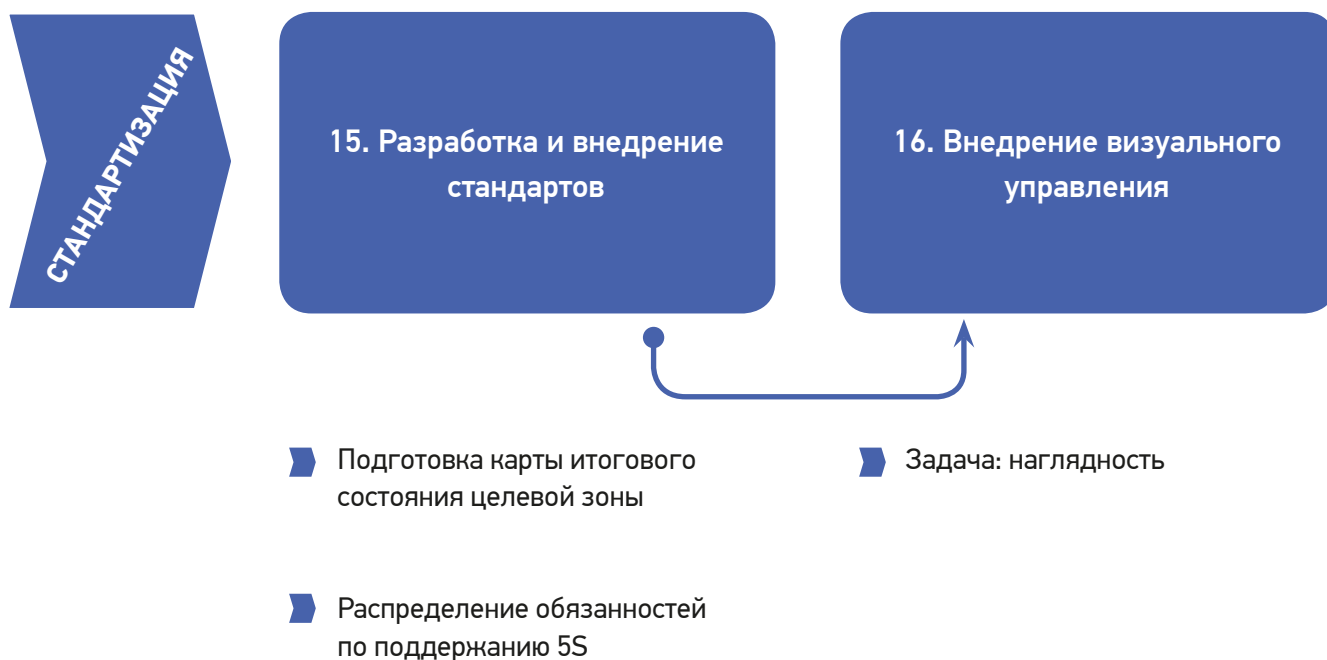 СТАНДАРТИЗАЦИЯ
15. Разработка и внедрение
стандартов
16. Внедрение визуального
управления
Подготовка карты итогового
состояния целевой зоны
Задача: наглядность
Распределение обязанностей
по поддержанию 5S